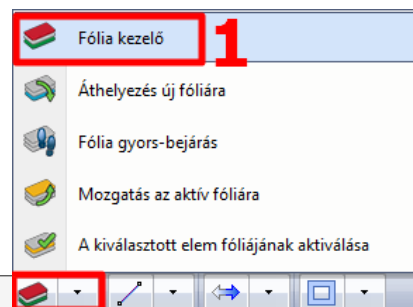 Fólia kezelő
1
Áthelyezés új fóliára
Fólia gyors-bejárás
Mozgatás az aktív fóliára
A kiválasztott elem fóliájának aktiválása